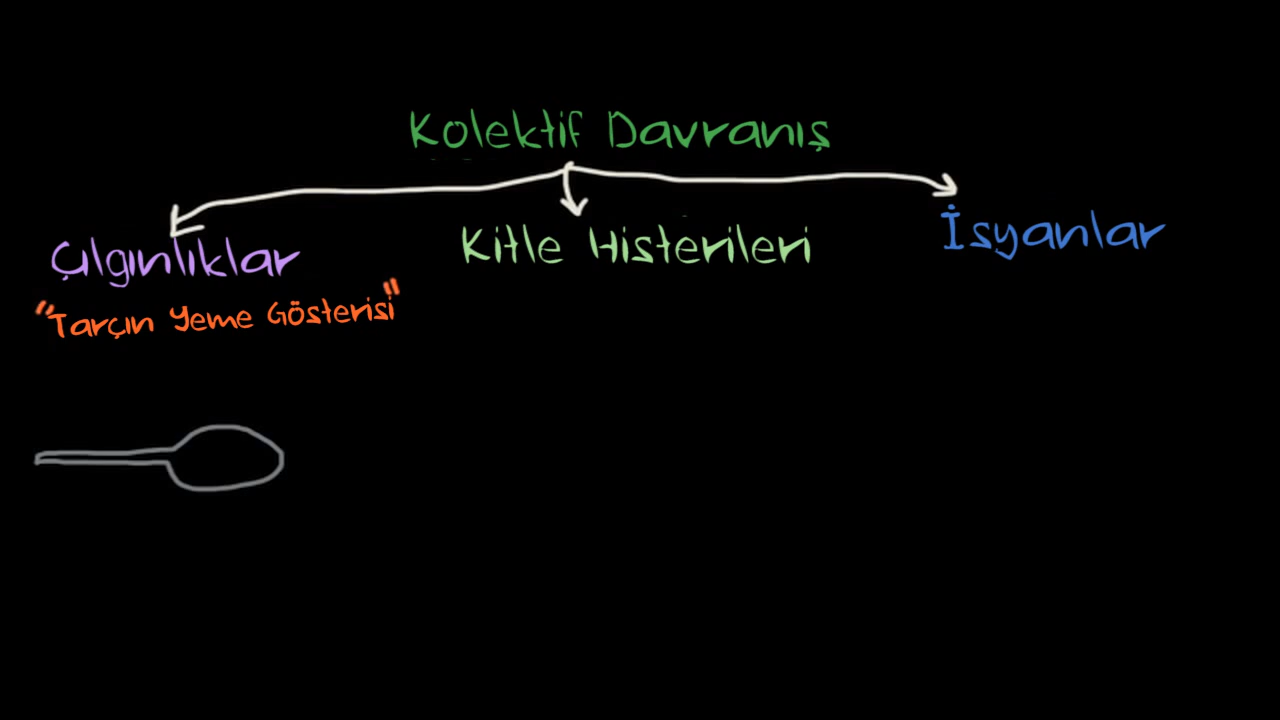 Kolektif Davranış
Çılgınlıklar
Kitle Histerileri
İsyanlar
"Tarçın Yeme Gösterisi"